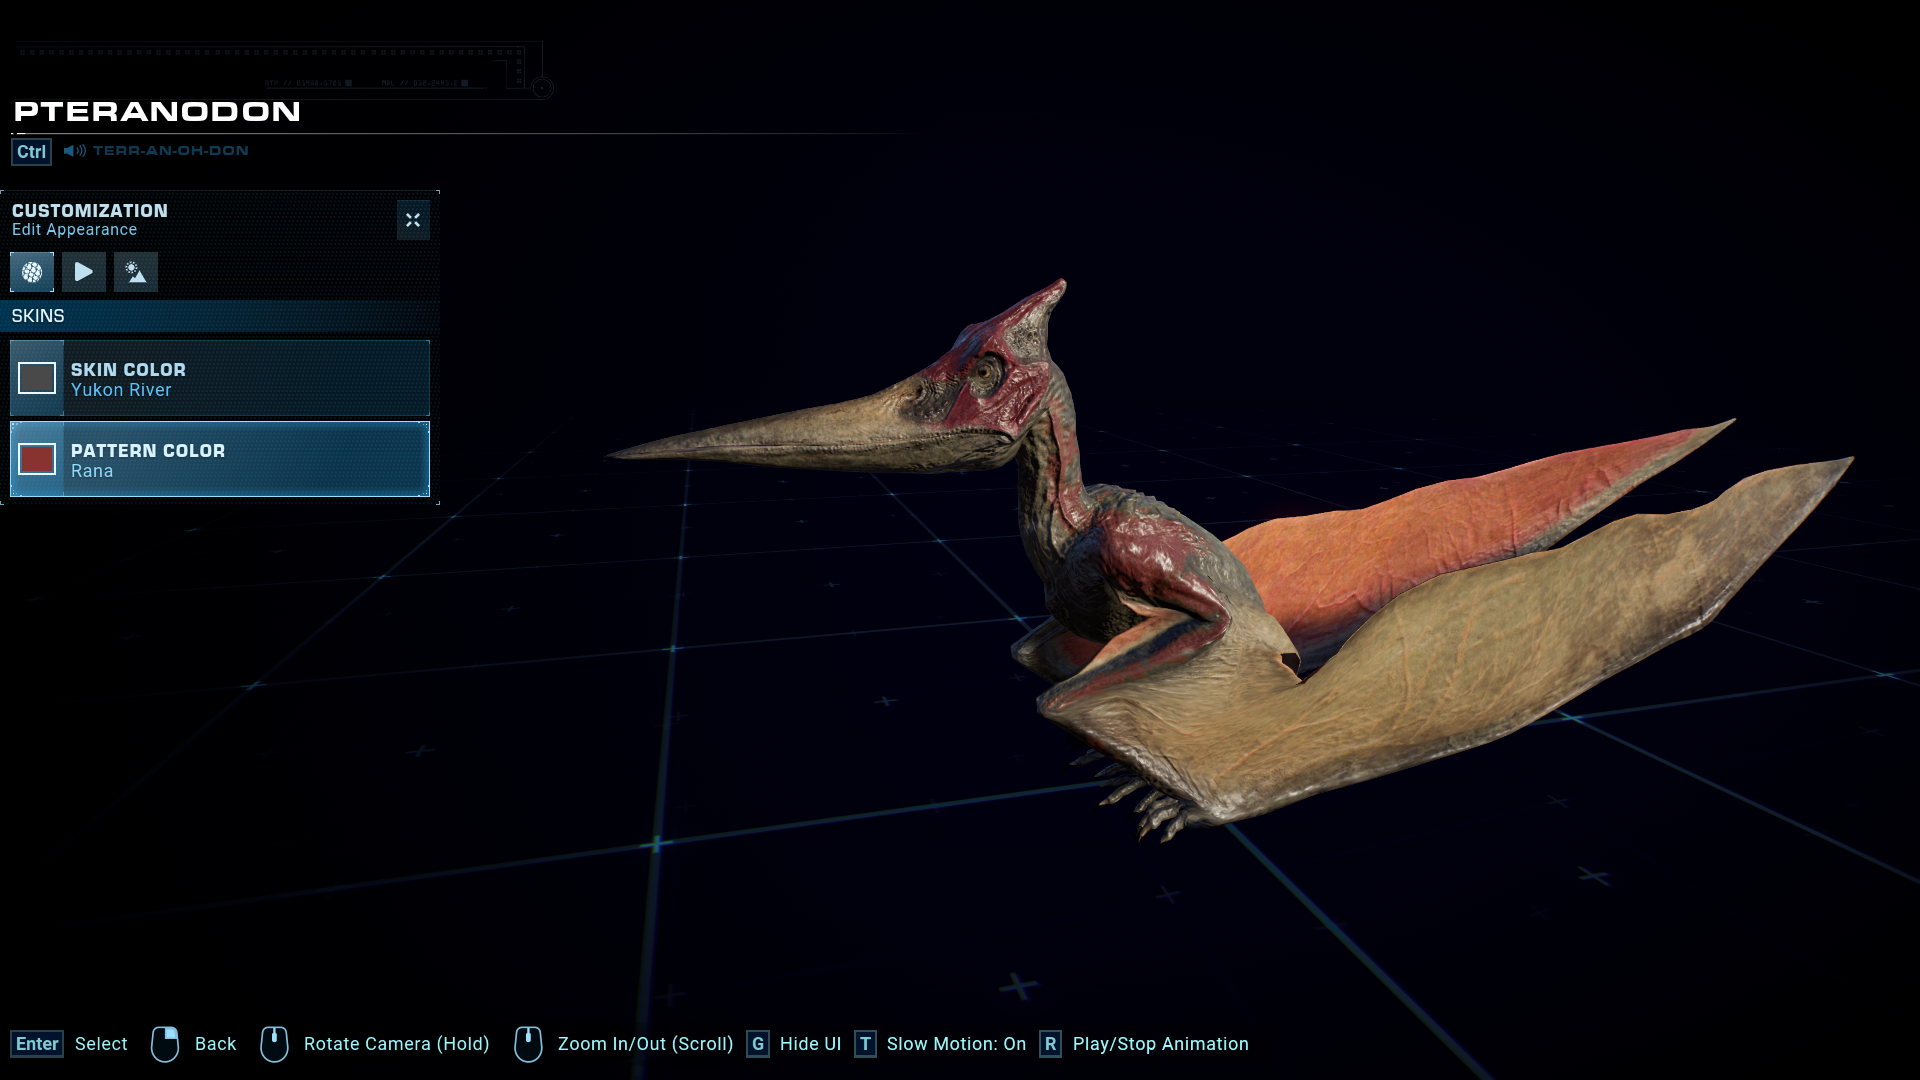 PTERANODON
Ctrl TERR-AN-OH-DON
CUSTOMIZATION
Edit Appearance
SKINS
SKIN COLOR
Yukon River
PATTERN COLOR
Rana
Enter Select Back Rotate Camera (Hold) Zoom In/Out (Scroll) G Hide UI T Slow Motion: On R Play/Stop Animation